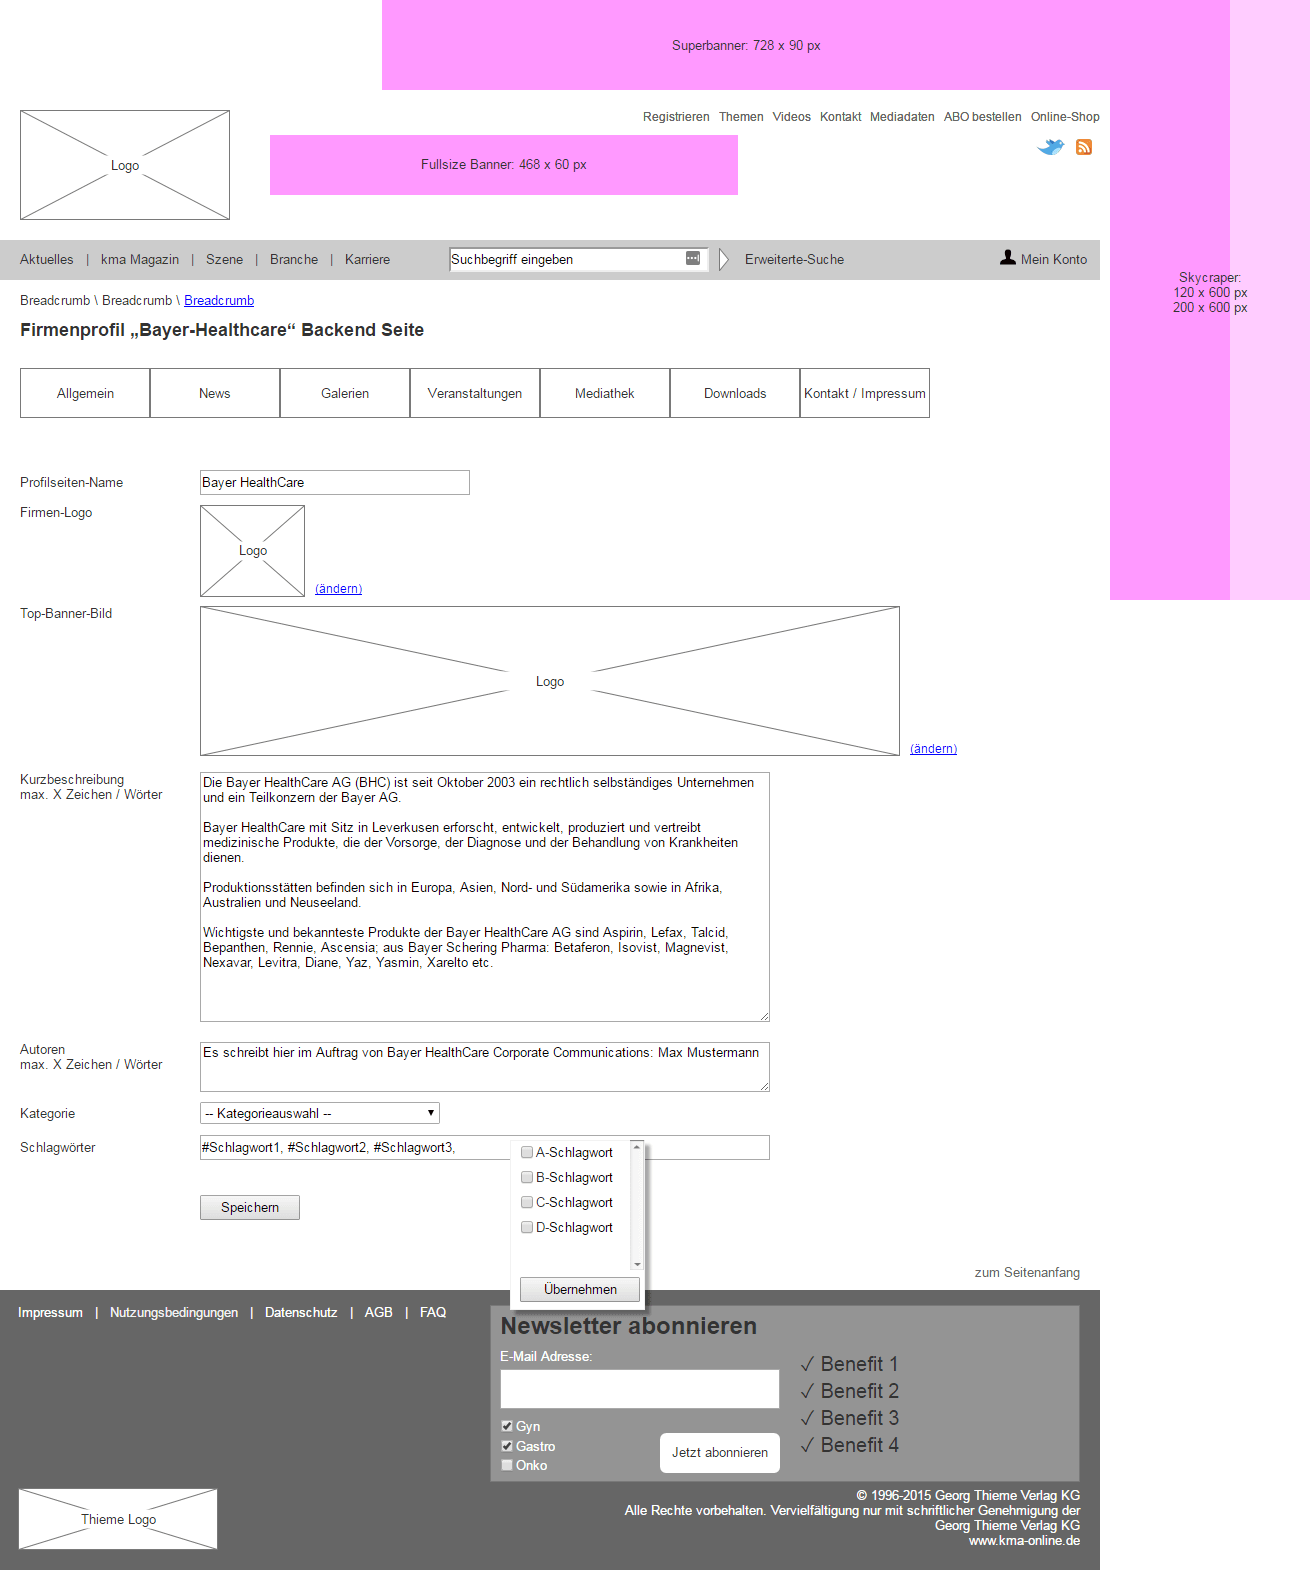 Superbanner: 728 x 90 px
Registrieren Themen Videos Kontakt Mediadaten ABO bestellen Online-Shop
Logo
Fullsize Banner: 468 x 60 px
Aktuelles | kma Magazin | Szene | Branche | Karriere
Suchbegriff eingeben
Erweiterte-Suche
Mein Konto
Skycraper:
120 x 600 px
200 x 600 px
Breadcrumb \ Breadcrumb \ Breadcrumb
Firmenprofil „Bayer-Healthcare“ Backend Seite
Allgemein
News
Galerien
Veranstaltungen
Mediathek
Downloads
Kontakt / Impressum
Profilseiten-Name
Bayer HealthCare
Firmen-Logo
Logo
(ändern)
Top-Banner-Bild
Logo
(ändern)
Kurzbeschreibung
max. X Zeichen / Wörter
Die Bayer HealthCare AG (BHC) ist seit Oktober 2003 ein rechtlich selbständiges Unternehmen
und ein Teilkonzern der Bayer AG.
Bayer HealthCare mit Sitz in Leverkusen erforscht, entwickelt, produziert und vertreibt
medizinische Produkte, die der Vorsorge, der Diagnose und der Behandlung von Krankheiten
dienen.
Produktionsstätten befinden sich in Europa, Asien, Nord- und Südamerika sowie in Afrika,
Australien und Neuseeland.
Wichtigste und bekannteste Produkte der Bayer HealthCare AG sind Aspirin, Lefax, Talcid,
Bepanthen, Rennie, Ascensia; aus Bayer Schering Pharma: Betaferon, Isovist, Magnevist,
Nexavar, Levitra, Diane, Yaz, Yasmin, Xarelto etc.
Autoren
max. X Zeichen / Wörter
Es schreibt hier im Auftrag von Bayer HealthCare Corporate Communications: Max Mustermann
Kategorie
-- Kategorieauswahl --
Schlagwörter
#Schlagwort1, #Schlagwort2, #Schlagwort3,
A-Schlagwort
B-Schlagwort
C-Schlagwort
D-Schlagwort
Übernehmen
Speichern
zum Seitenanfang
Impressum | Nutzungsbedingungen | Datenschutz | AGB | FAQ
Newsletter abonnieren
E-Mail Adresse:
Gyn
Gastro
Onko
Jetzt abonnieren
✓ Benefit 1
✓ Benefit 2
✓ Benefit 3
✓ Benefit 4
Thieme Logo
© 1996-2015 Georg Thieme Verlag KG
Alle Rechte vorbehalten. Vervielfältigung nur mit schriftlicher Genehmigung der
Georg Thieme Verlag KG
www.kma-online.de